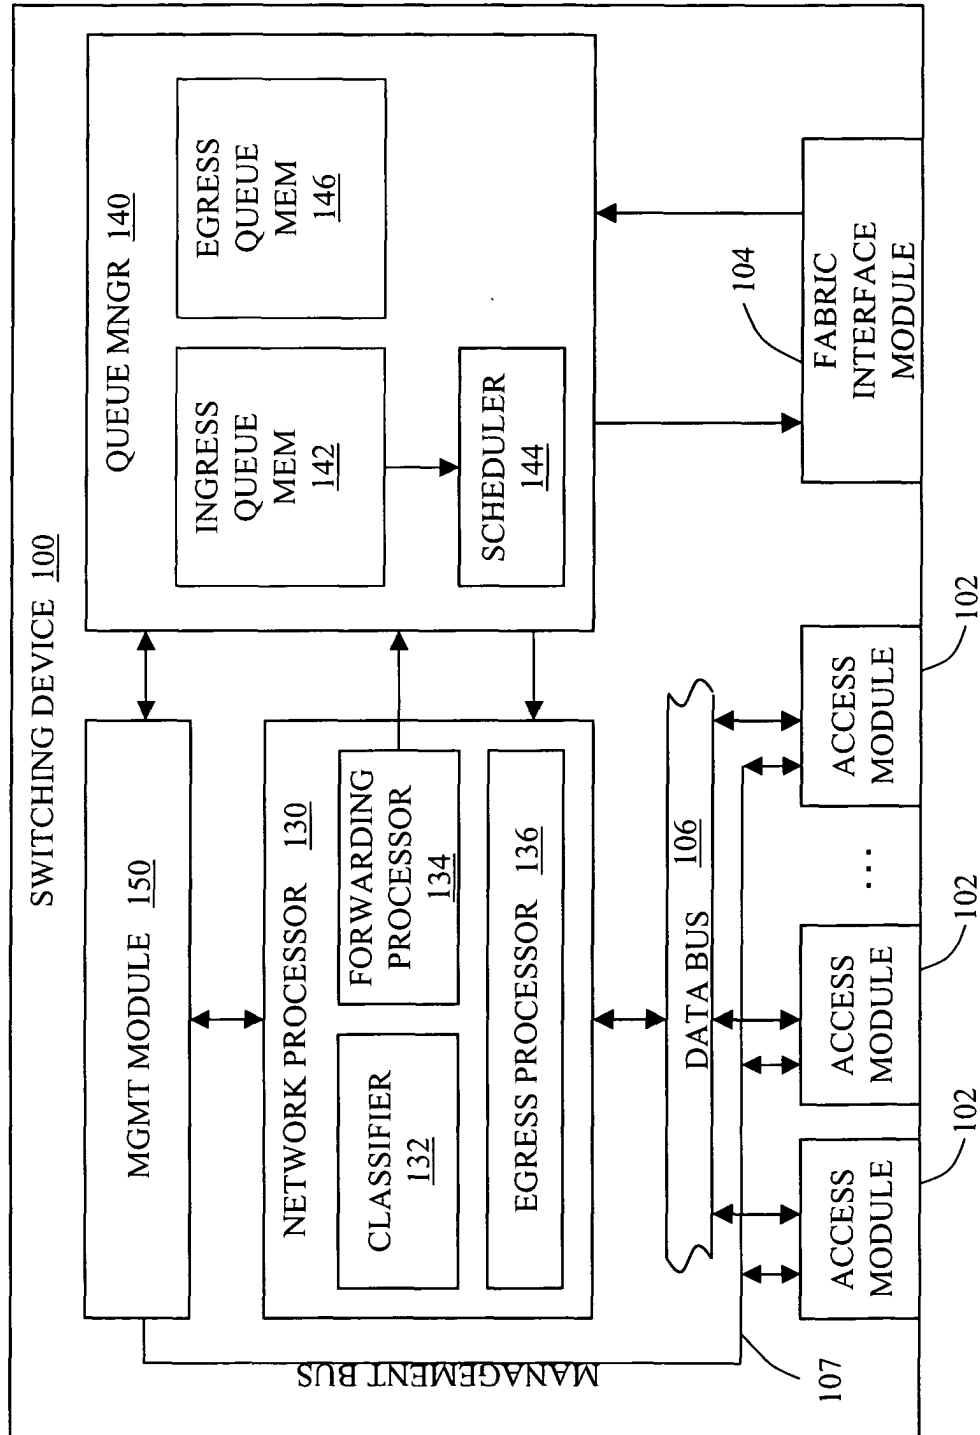 SWITCHING DEVICE 100
MGMT MODULE 150
QUEUE MNGR 140
INGRESS
QUEUE
MEM
142
EGRESS
QUEUE
MEM
146
SCHEDULER
144
NETWORK PROCESSOR 130
CLASSIFIER
132
FORWARDING
PROCESSOR
134
EGRESS PROCESSOR 136
MANAGEMENT BUS
DATA BUS 106
107
104
FABRIC
INTERFACE
MODULE
ACCESS
MODULE
102
ACCESS
MODULE
102
...
ACCESS
MODULE
102